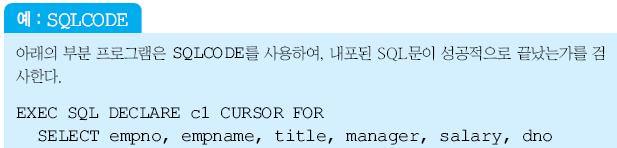 예 : SQLCODE
아래의 부분 프로그램은 SQLCODE를 사용하여, 내포된 SQL문이 성공적으로 끝났는가를 검
사한다.
EXEC SQL DECLARE c1 CURSOR FOR
SELECT empno, empname, title, manager, salary, dno